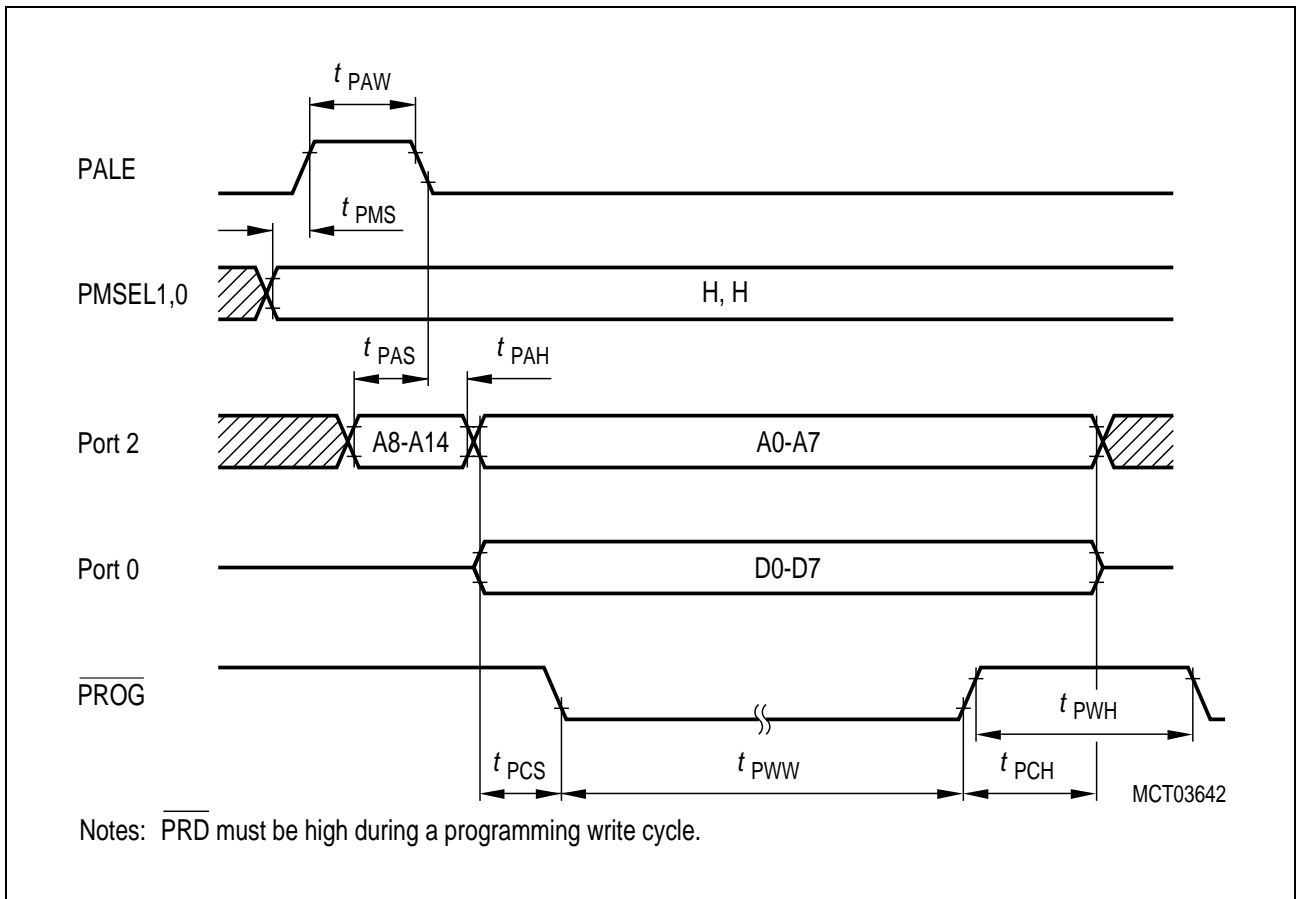 t PAW
PALE
t PMS
PMSEL1,0
H, H
t PAS
t PAH
Port 2
A8-A14
A0-A7
Port 0
D0-D7
PROG
t PWH
t PCS
t PWW
t PCH
MCT03642
Notes: PRD must be high during a programming write cycle.